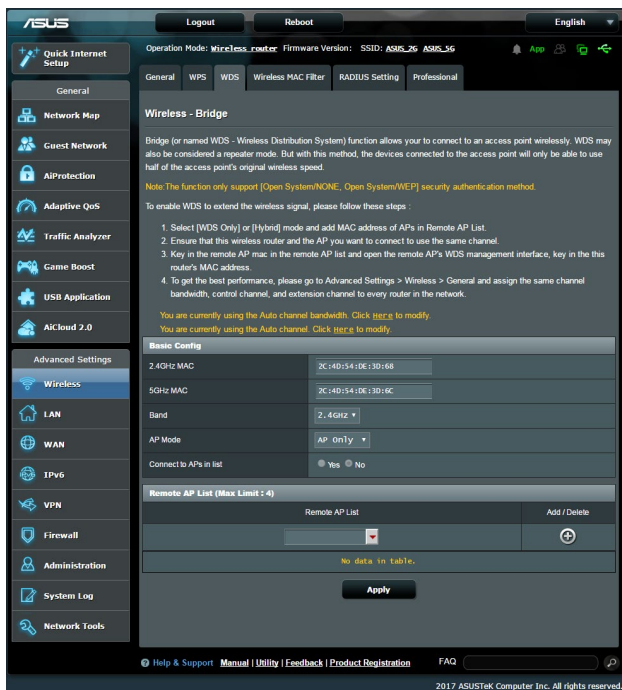 ASUS
Logout
Reboot
English
Quick Internet
Setup
Operation Mode: Wireless router Firmware Version: SSID: ASUS_2G ASUS_5G
App
General
WPS
WDS
Wireless MAC Filter
RADIUS Setting
Professional
General
Network Map
Guest Network
AiProtection
Adaptive QoS
Traffic Analyzer
Game Boost
USB Application
AiCloud 2.0
Advanced Settings
Wireless
LAN
WAN
IPv6
VPN
Firewall
Administration
System Log
Network Tools
Wireless - Bridge
Bridge (or named WDS - Wireless Distribution System) function allows your to connect to an access point wirelessly. WDS may
also be considered a repeater mode. But with this method, the devices connected to the access point will only be able to use
half of the access point's original wireless speed.
Note:The function only support [Open System/NONE, Open System/WEP] security authentication method.
To enable WDS to extend the wireless signal, please follow these steps :
1. Select [WDS Only] or [Hybrid] mode and add MAC address of APs in Remote AP List.
2. Ensure that this wireless router and the AP you want to connect to use the same channel.
3. Key in the remote AP mac in the remote AP list and open the remote AP's WDS management interface, key in the this
router's MAC address.
4. To get the best performance, please go to Advanced Settings > Wireless > General and assign the same channel
bandwidth, control channel, and extension channel to every router in the network.
You are currently using the Auto channel bandwidth. Click Here to modify.
You are currently using the Auto channel. Click Here to modify.
Basic Config
2.4GHz MAC 2C:4D:54:DE:3D:68
5GHz MAC 2C:4D:54:DE:3D:6C
Band 2.4GHz
AP Mode AP Only
Connect to APs in list Yes No
Remote AP List (Max Limit : 4)
Remote AP List Add / Delete
No data in table.
Apply
Help & Support Manual | Utility | Feedback | Product Registration FAQ
2017 ASUSTeK Computer Inc. All rights reserved.